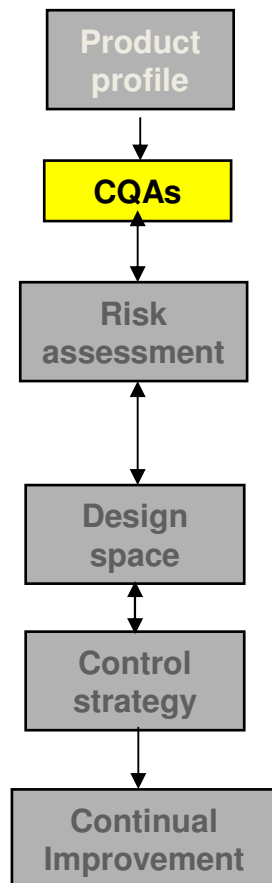 Product
profile
CQAs
Risk
assessment
Design
space
Control
strategy
Continual
Improvement